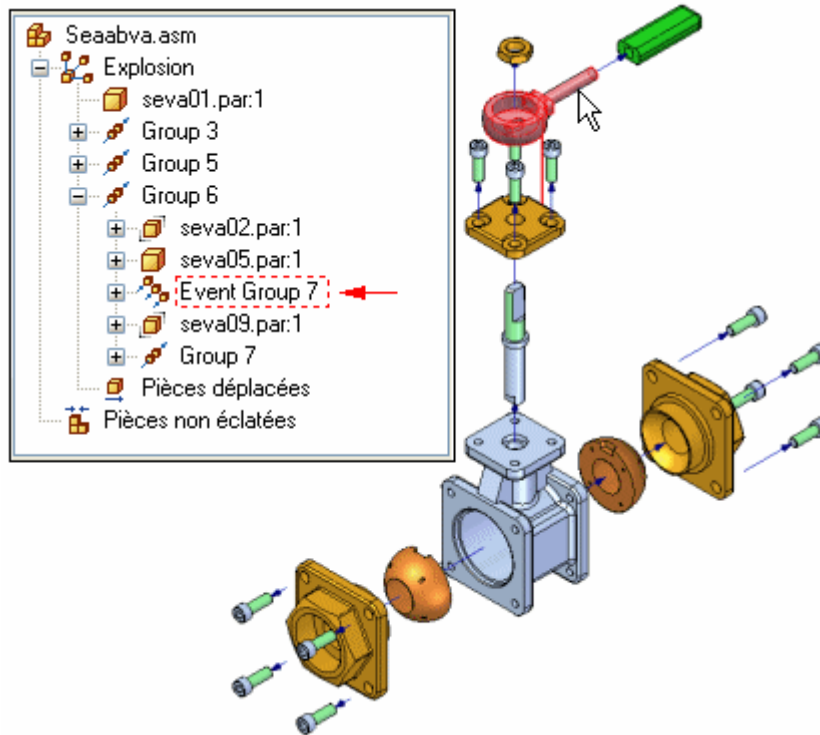 Seaabva.asm
Explosion
seva01.par:1
Group 3
Group 5
Group 6
seva02.par:1
seva05.par:1
Event Group 7
seva09.par:1
Group 7
Pièces déplacées
Pièces non éclatées